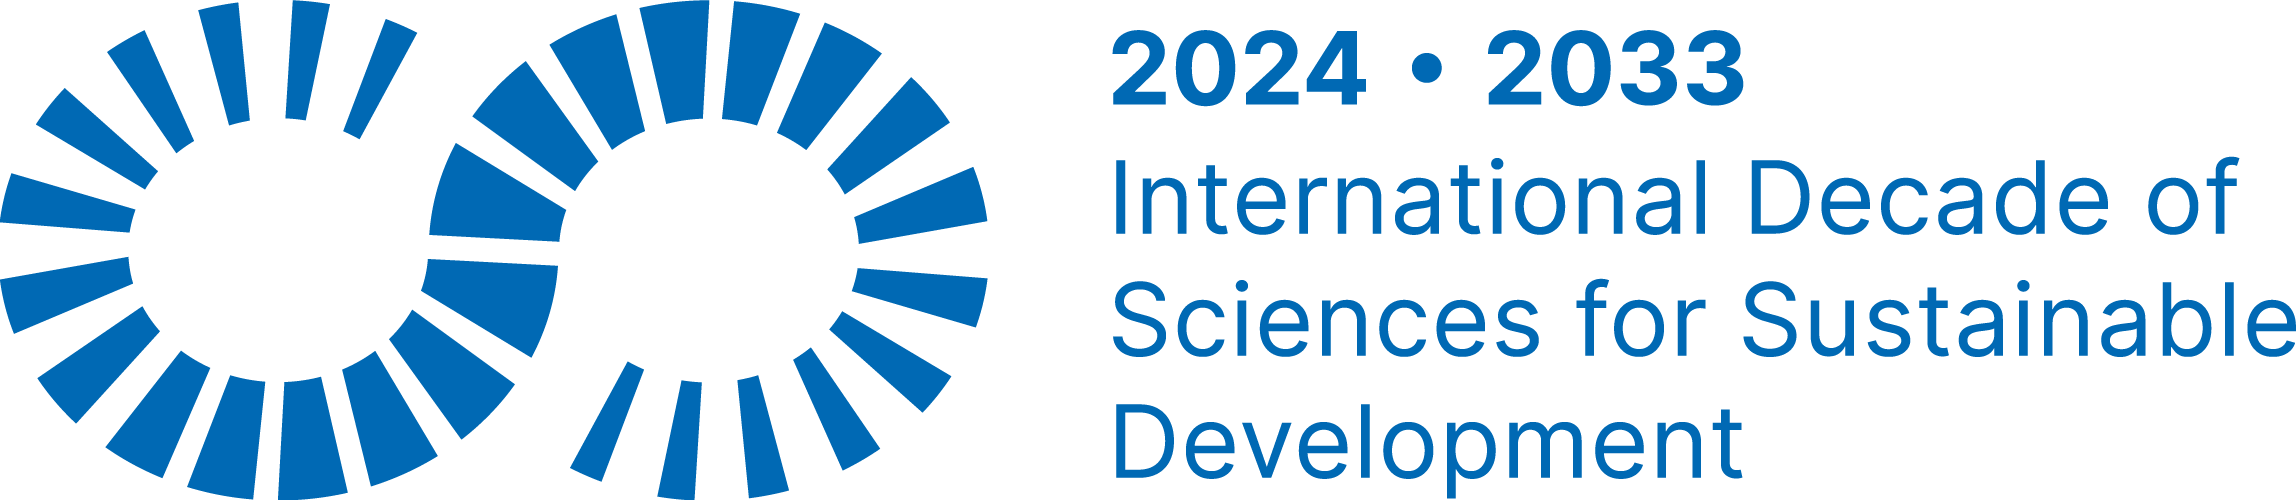 2024 • 2033
International Decade of
Sciences for Sustainable
Development